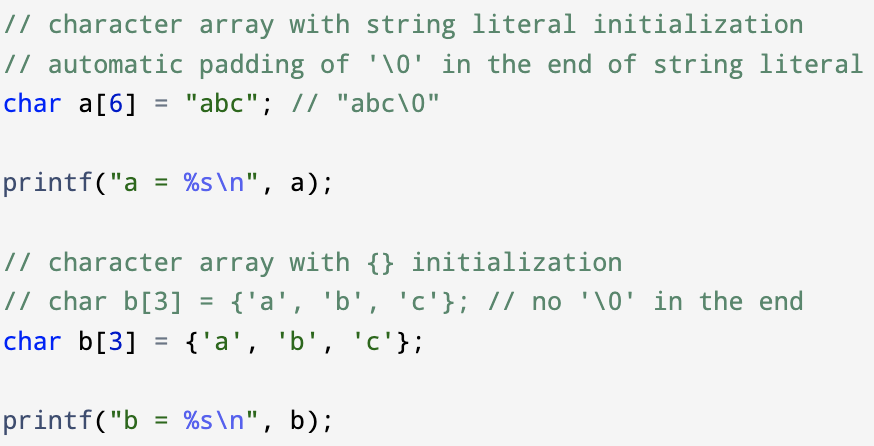 // character array with string literal initialization
// automatic padding of '\0' in the end of string literal
char a[6] = "abc"; // "abc\0"
printf("a = %s\n", a);
// character array with {} initialization
// char b[3] = {'a', 'b', 'c'}; // no '\0' in the end
char b[3] = {'a', 'b', 'c'};
printf("b = %s\n", b);